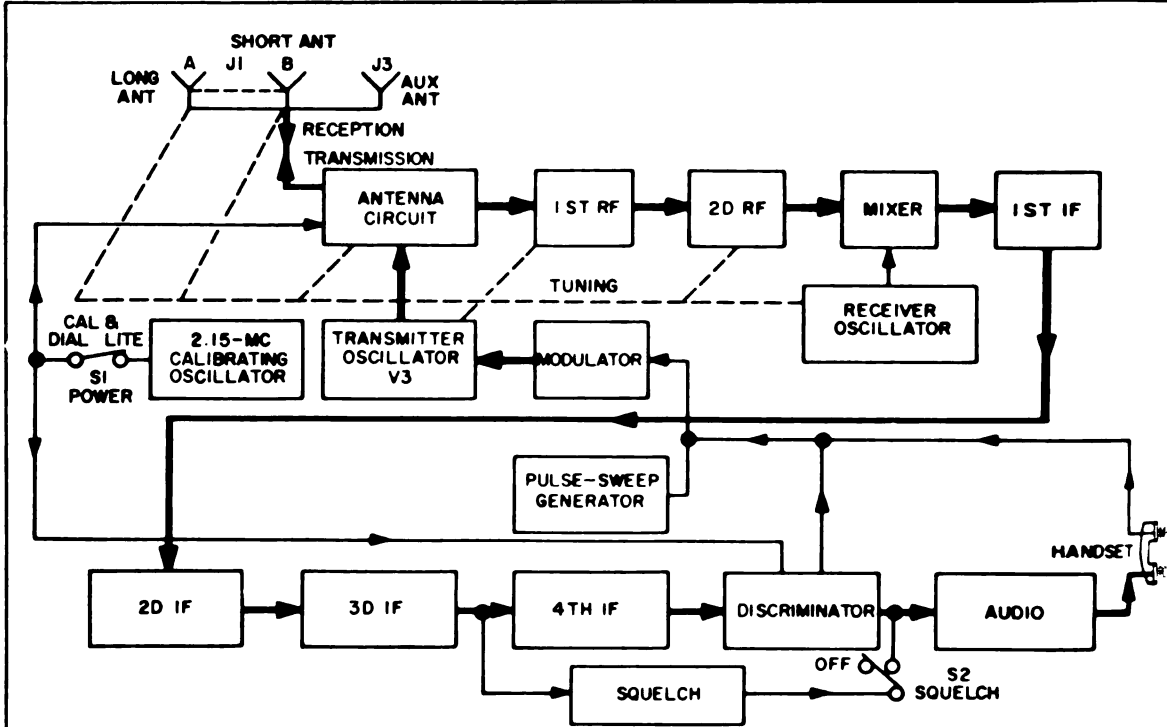 SHORT ANT
A J1 B J3
LONG ANT
AUX ANT
RECEPTION
TRANSMISSION
ANTENNA
CIRCUIT
1ST RF
2D RF
MIXER
1ST IF
TUNING
RECEIVER
OSCILLATOR
CAL &
DIAL LITE
S1
POWER
2.15-MC
CALIBRATING
OSCILLATOR
TRANSMITTER
OSCILLATOR
V3
MODULATOR
PULSE-SWEEP
GENERATOR
HANDSET
2D IF
3D IF
4TH IF
DISCRIMINATOR
AUDIO
OFF
S2
SQUELCH
SQUELCH